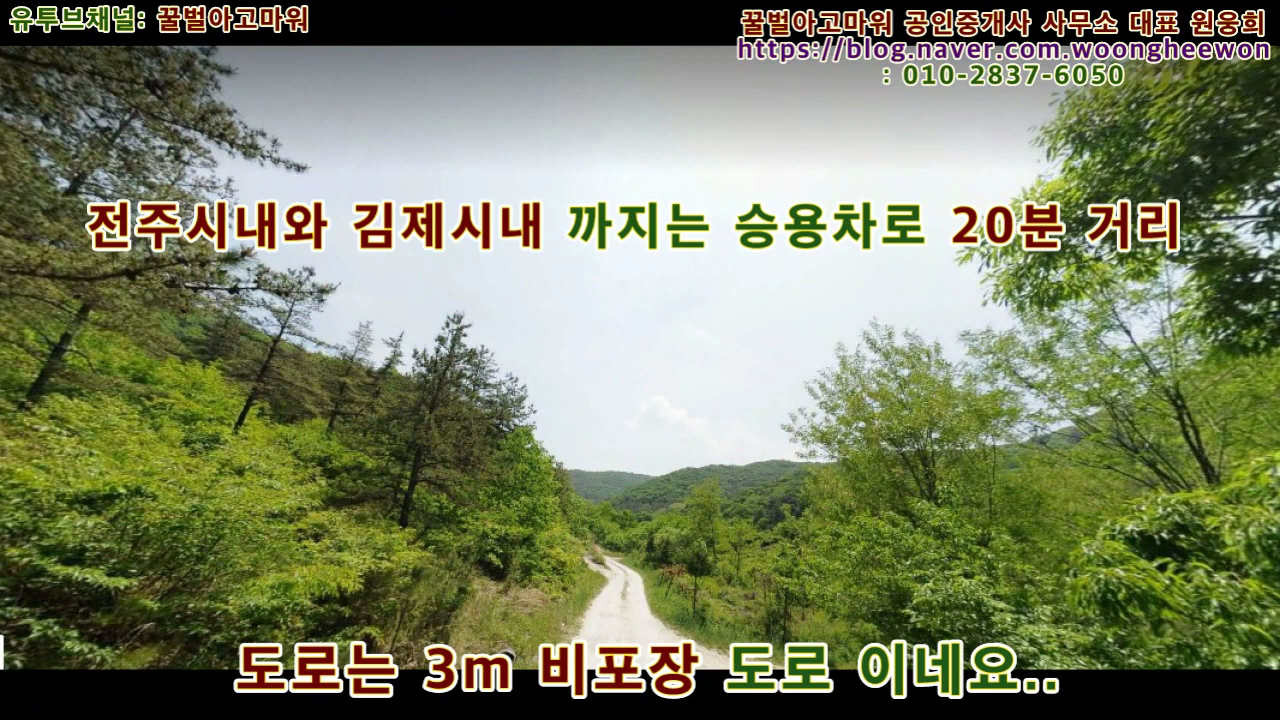 유투브채널: 꿀벌아고마워
꿀벌아고마워 공인중개사 사무소 대표 원웅희
https://blog.naver.com.woongheewon
: 010-2837-6050
전주시내와 김제시내 까지는 승용차로 20분 거리
도로는 3m 비포장 도로 이네요..